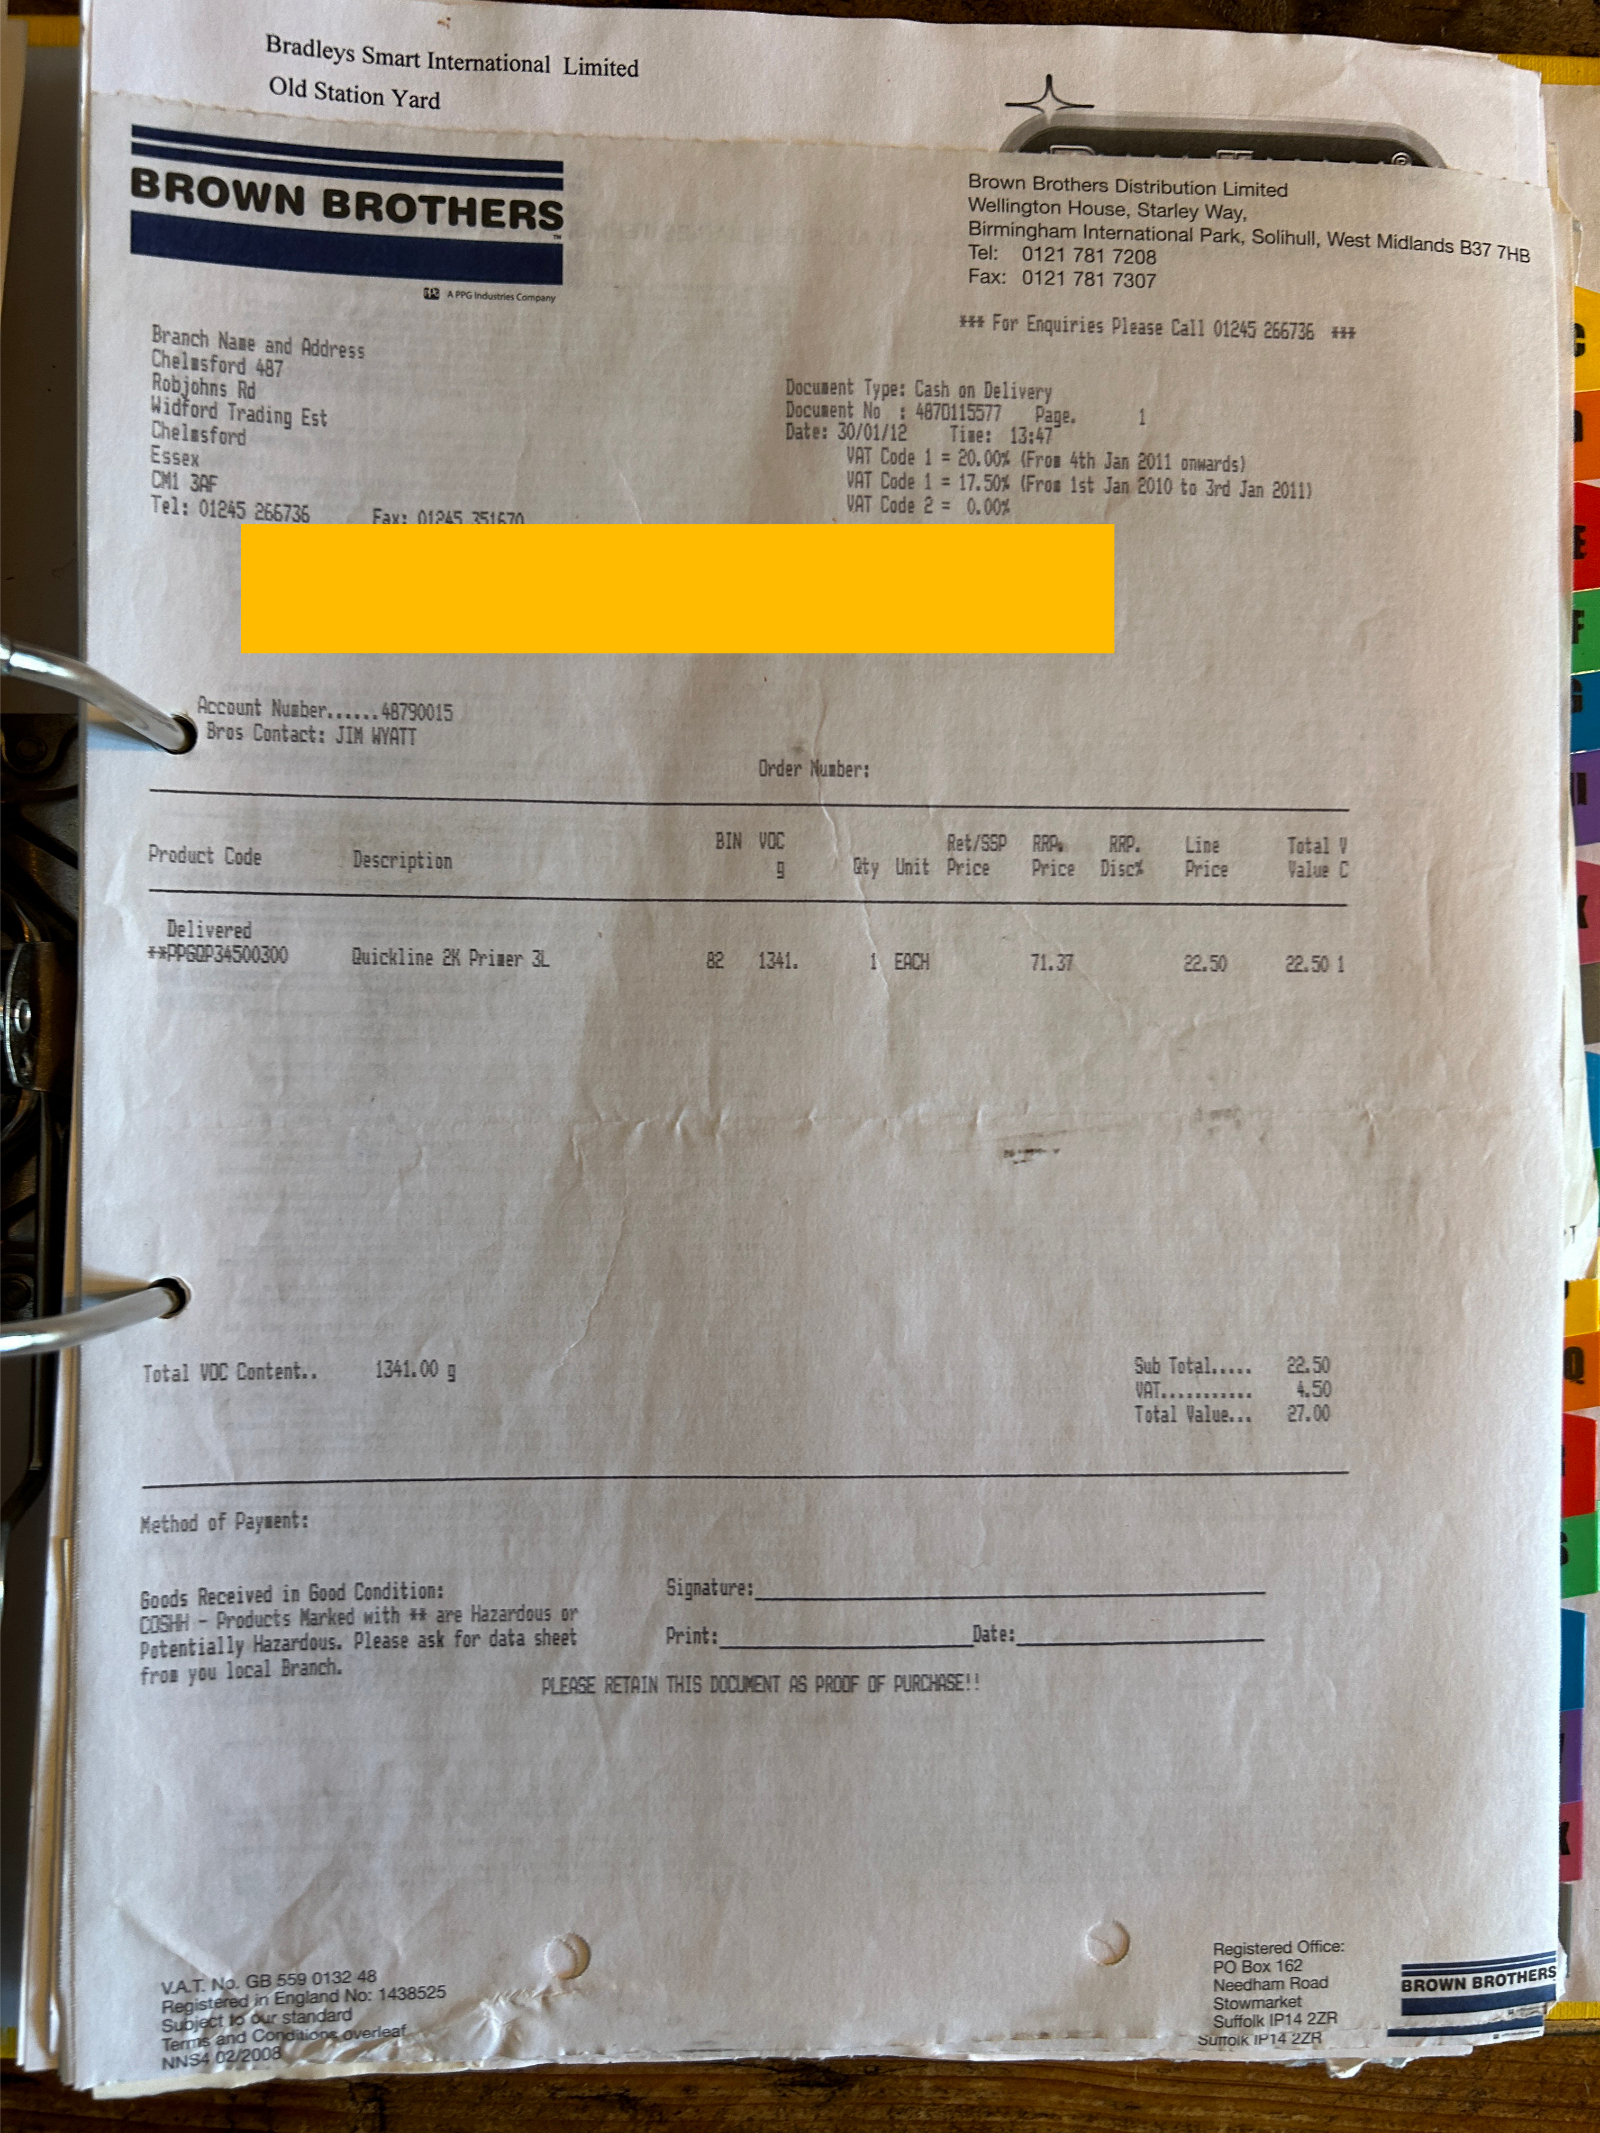 Bradleys Smart International Limited
Old Station Yard
BROWN BROTHERS™
PPG A PPG Industries Company
Brown Brothers Distribution Limited
Wellington House, Starley Way,
Birmingham International Park, Solihull, West Midlands B37 7HB
Tel: 0121 781 7208
Fax: 0121 781 7307
*** For Enquiries Please Call 01245 266736 ***
Branch Name and Address
Chelmsford 487
Robjohns Rd
Widford Trading Est
Chelmsford
Essex
CM1 3AF
Tel: 01245 266736 Fax: 01245 351670
Document Type: Cash on Delivery
Document No : 4870115577 Page. 1
Date: 30/01/12 Time: 13:47
VAT Code 1 = 20.00% (From 4th Jan 2011 onwards)
VAT Code 1 = 17.50% (From 1st Jan 2010 to 3rd Jan 2011)
VAT Code 2 = 0.00%
Account Number......48790015
Bros Contact: JIM WYATT
Order Number:
BIN VOC Ret/SSP RRP. RRP. Line Total V
Product Code Description g Qty Unit Price Price Disc% Price Value C
Delivered
**PPGQP34500300 Quickline 2K Primer 3L 82 1341. 1 EACH 71.37 22.50 22.50 1
Total VOC Content.. 1341.00 g
Sub Total..... 22.50
VAT........... 4.50
Total Value... 27.00
Method of Payment:
Goods Received in Good Condition:
COSHH - Products Marked with ** are Hazardous or
Potentially Hazardous. Please ask for data sheet
from you local Branch.
Signature:
Print: Date:
PLEASE RETAIN THIS DOCUMENT AS PROOF OF PURCHASE!!
V.A.T. No. GB 559 0132 48
Registered in England No: 1438525
Subject to our standard
Terms and Conditions overleaf
NNS4 02/2008
Registered Office:
PO Box 162
Needham Road
Stowmarket
Suffolk IP14 2ZR
Suffolk IP14 2ZR
BROWN BROTHERS
C
E
F
G
K
Q